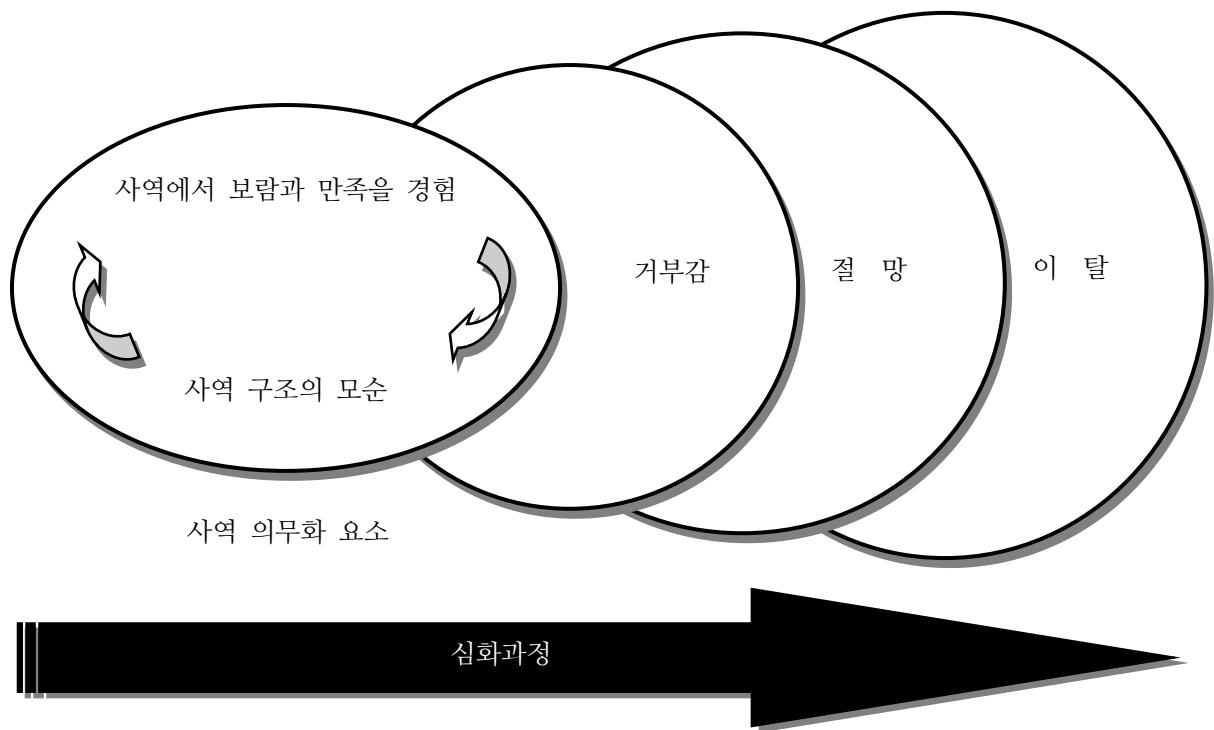 사역에서 보람과 만족을 경험
거부감
절 망
이 탈
사역 구조의 모순
사역 의무화 요소
심화과정